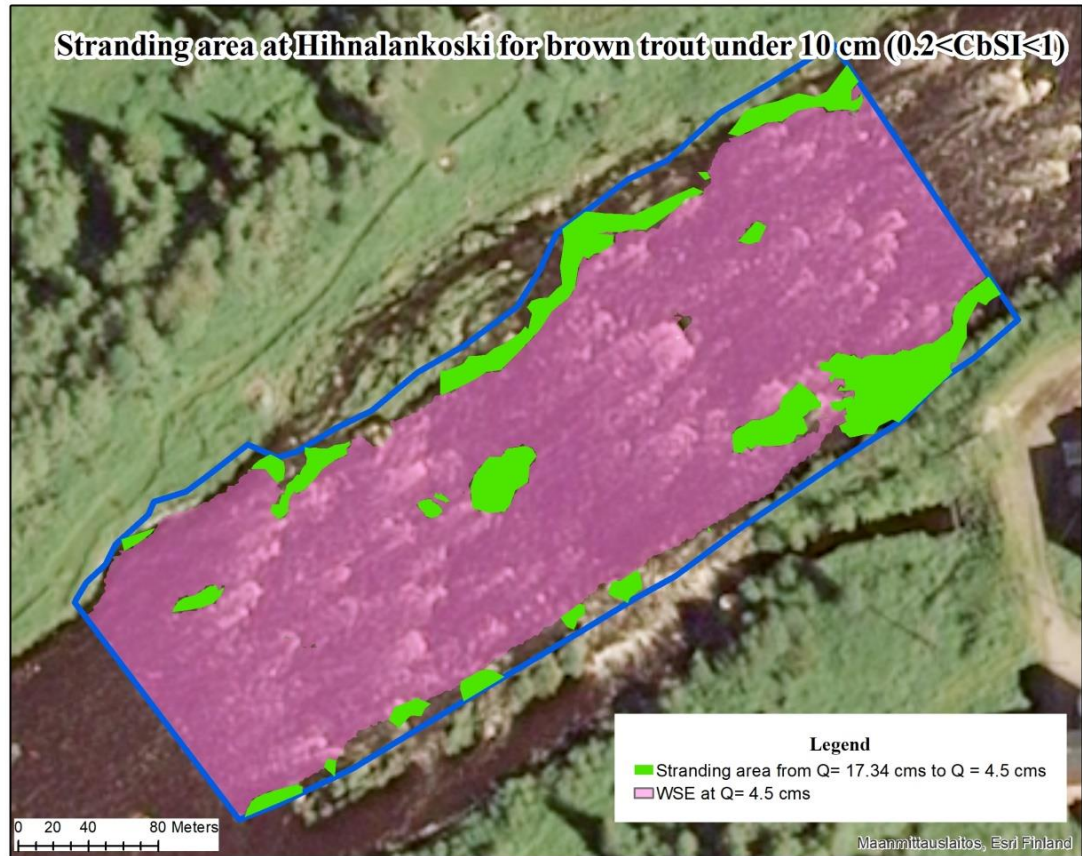 Stranding area at Hihnalankoski for brown trout under 10 cm (0.2<CbSI<1)
Legend
Stranding area from Q= 17.34 cms to Q = 4.5 cms
WSE at Q= 4.5 cms
0 20 40 80 Meters
Maanmittauslaitos, Esri Finland